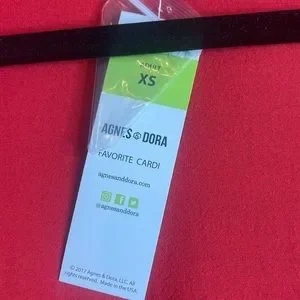 ADULT
XS
AGNES & DORA
FAVORITE CARDI
agnesanddora.com
@agnesanddora
© 2017 Agnes & Dora, LLC. All
rights reserved. Made in the USA.